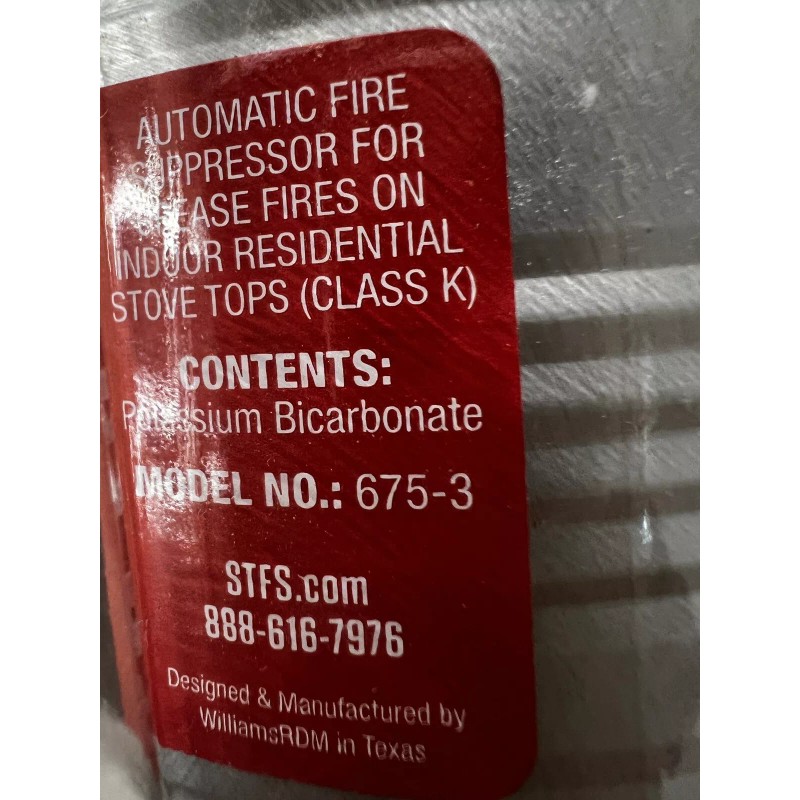 AUTOMATIC FIRE
SUPPRESSOR FOR
GREASE FIRES ON
INDOOR RESIDENTIAL
STOVE TOPS (CLASS K)
CONTENTS:
Potassium Bicarbonate
MODEL NO.: 675-3
STFS.com
888-616-7976
Designed & Manufactured by
WilliamsRDM in Texas